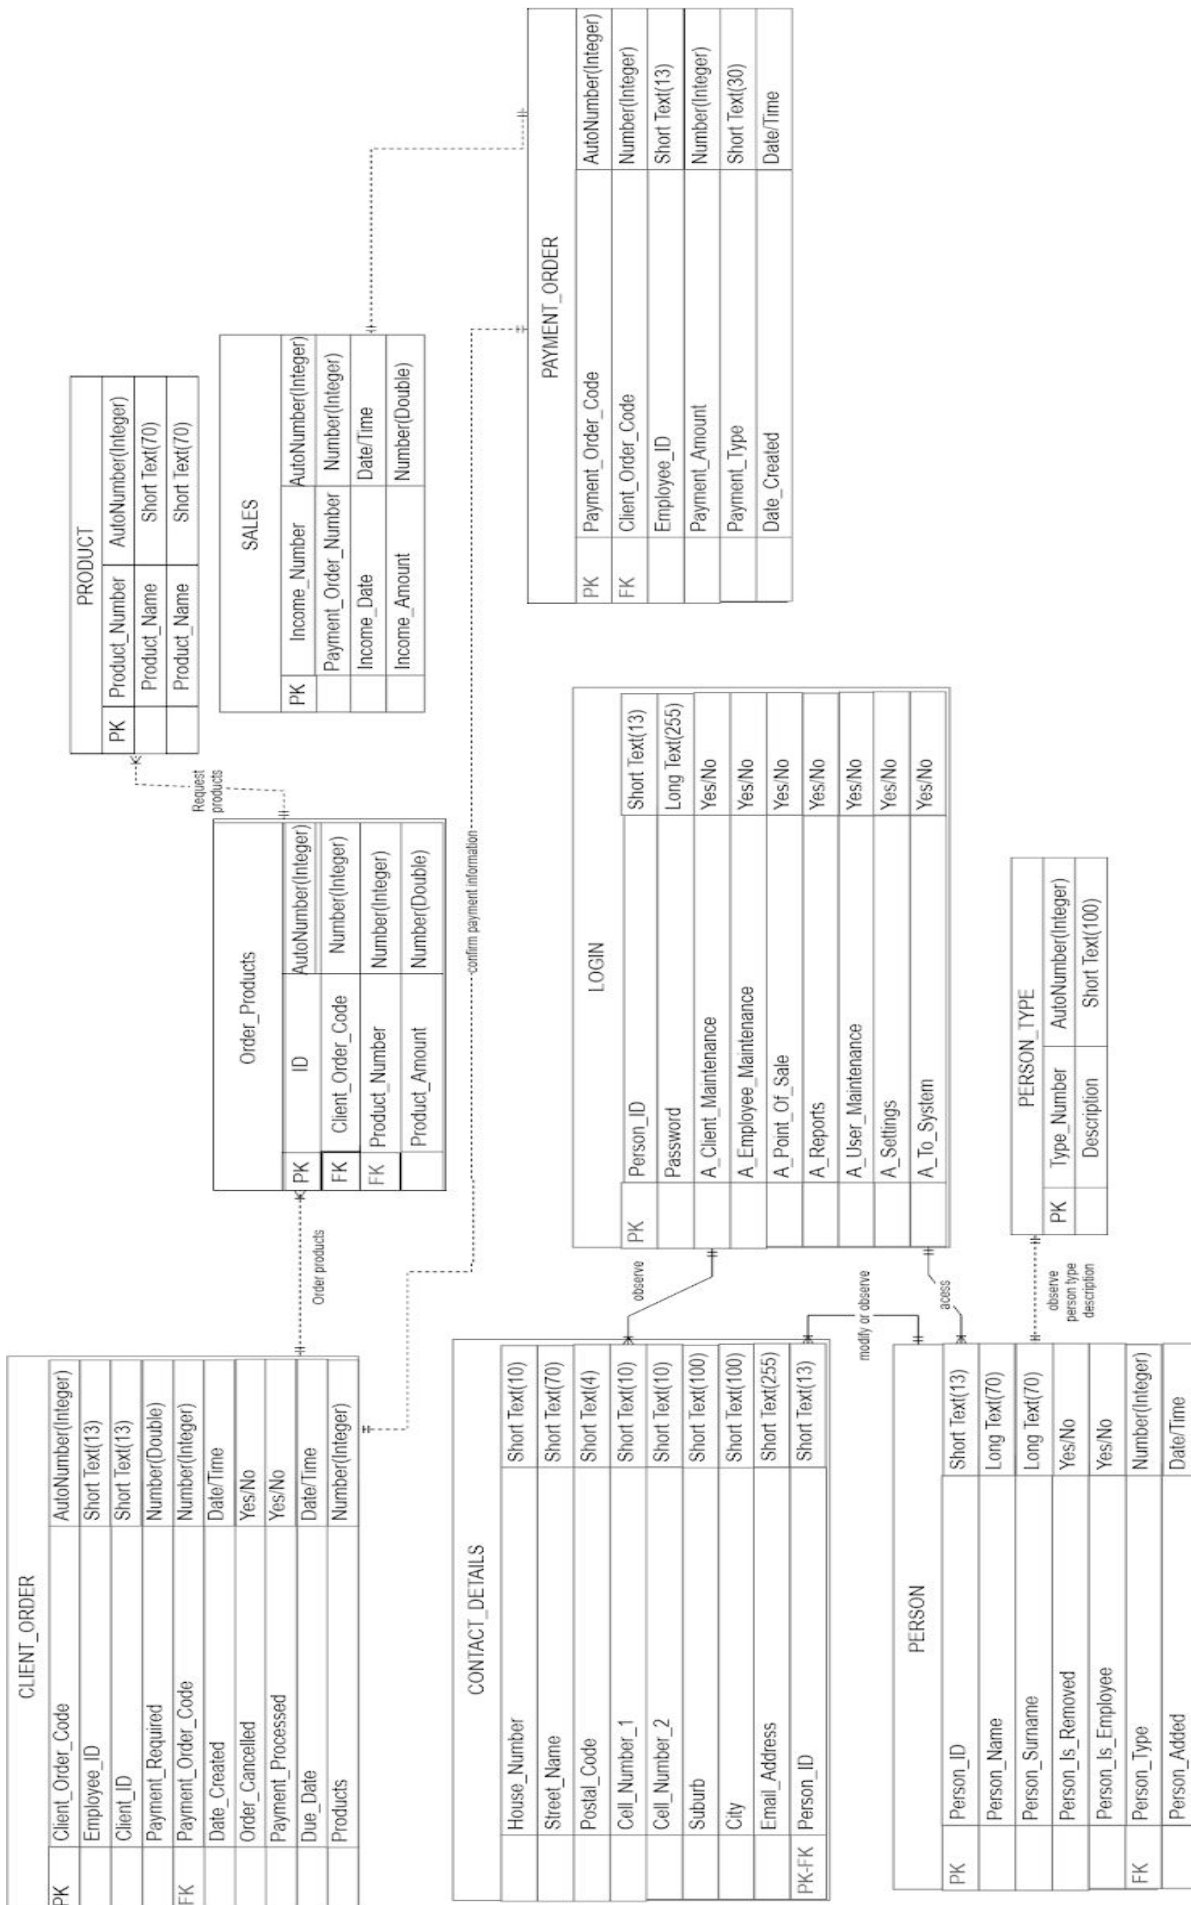 CLIENT_ORDER
PK Client_Order_Code AutoNumber(Integer)
Employee_ID Short Text(13)
Client_ID Short Text(13)
Payment_Required Number(Double)
FK Payment_Order_Code Number(Integer)
Date_Created Date/Time
Order_Cancelled Yes/No
Payment_Processed Yes/No
Due_Date Date/Time
Products Number(Integer)
Order products
Order_Products
PK ID AutoNumber(Integer)
FK Client_Order_Code Number(Integer)
FK Product_Number Number(Integer)
Product_Amount Number(Double)
Request
products
PRODUCT
PK Product_Number AutoNumber(Integer)
Product_Name Short Text(70)
Product_Name Short Text(70)
SALES
PK Income_Number AutoNumber(Integer)
Payment_Order_Number Number(Integer)
Income_Date Date/Time
Income_Amount Number(Double)
confirm payment information
PAYMENT_ORDER
PK Payment_Order_Code AutoNumber(Integer)
FK Client_Order_Code Number(Integer)
Employee_ID Short Text(13)
Payment_Amount Number(Integer)
Payment_Type Short Text(30)
Date_Created Date/Time
CONTACT_DETAILS
House_Number Short Text(10)
Street_Name Short Text(70)
Postal_Code Short Text(4)
Cell_Number_1 Short Text(10)
Cell_Number_2 Short Text(10)
Suburb Short Text(100)
City Short Text(100)
Email_Address Short Text(255)
PK-FK Person_ID Short Text(13)
observe
LOGIN
PK Person_ID Short Text(13)
Password Long Text(255)
A_Client_Maintenance Yes/No
A_Employee_Maintenance Yes/No
A_Point_Of_Sale Yes/No
A_Reports Yes/No
A_User_Maintenance Yes/No
A_Settings Yes/No
A_To_System Yes/No
modify or observe
acess
PERSON
PK Person_ID Short Text(13)
Person_Name Long Text(70)
Person_Surname Long Text(70)
Person_Is_Removed Yes/No
Person_Is_Employee Yes/No
FK Person_Type Number(Integer)
Person_Added Date/Time
observe
person type
description
PERSON_TYPE
PK Type_Number AutoNumber(Integer)
Description Short Text(100)